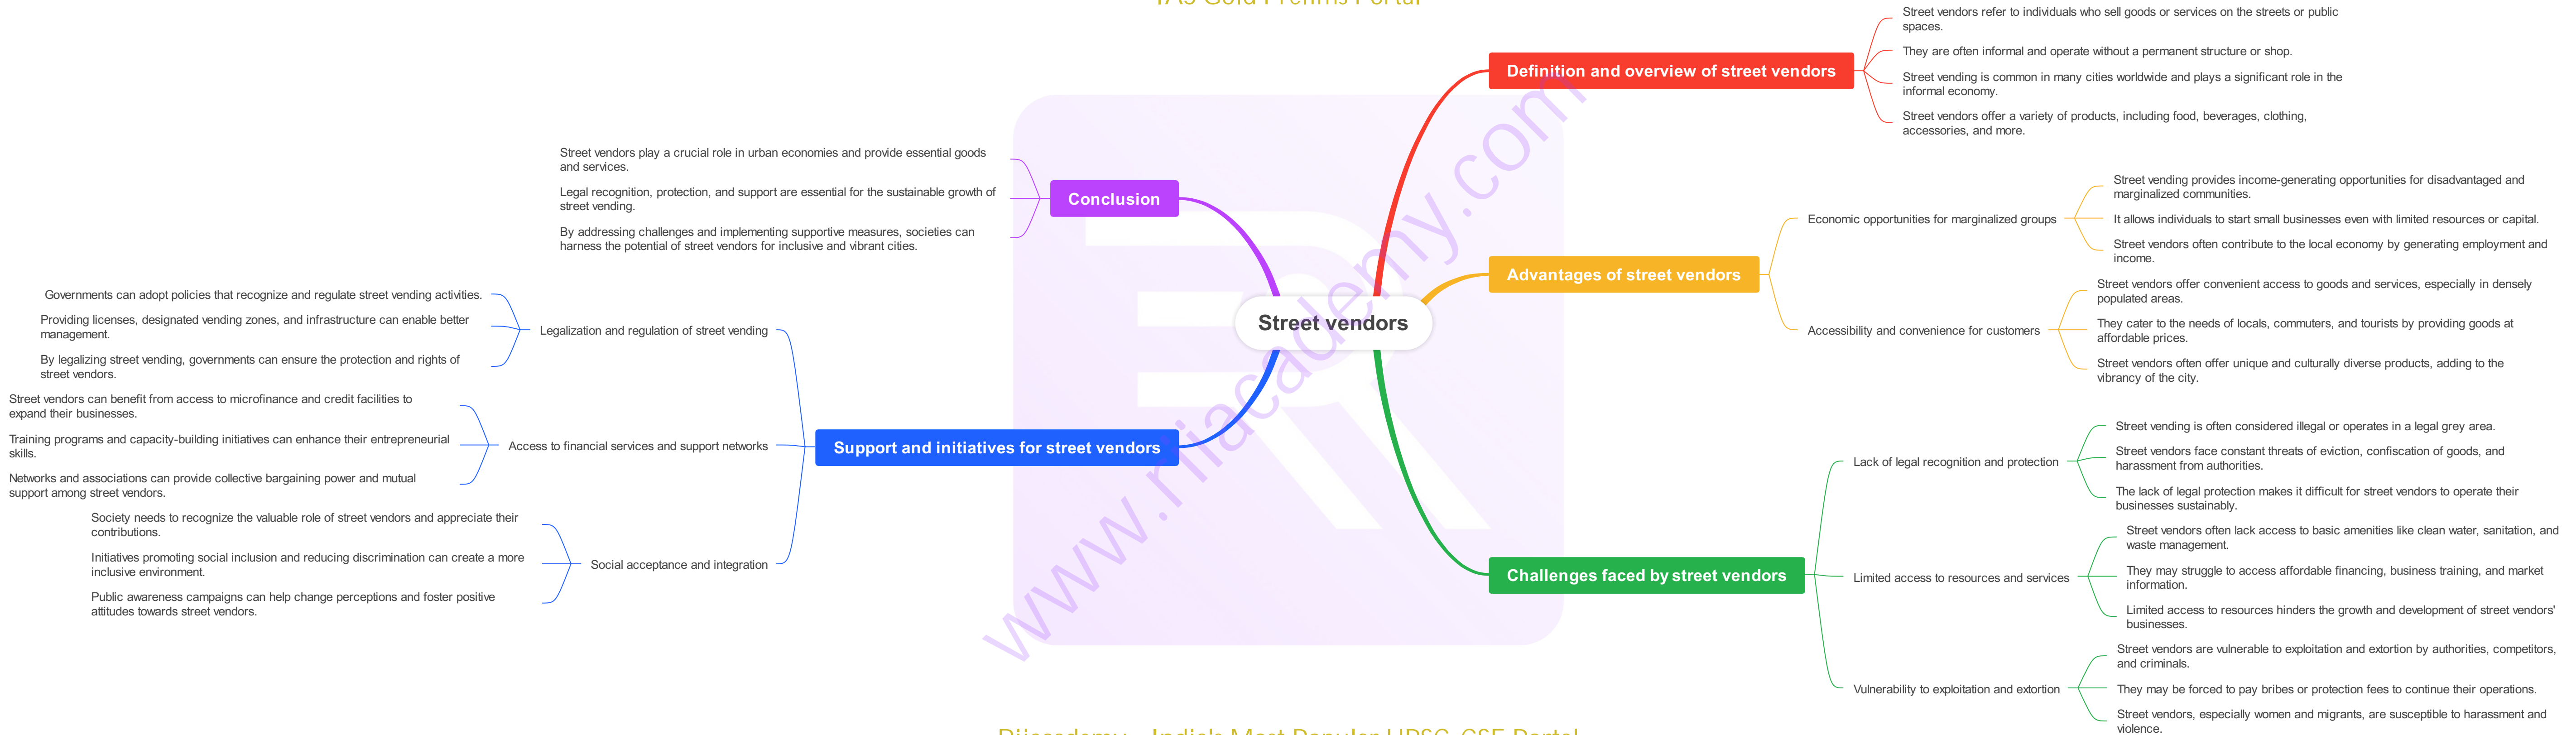 IAS Gold Prelims Portal
Street vendors
Definition and overview of street vendors
Street vendors refer to individuals who sell goods or services on the streets or public
spaces.
They are often informal and operate without a permanent structure or shop.
Street vending is common in many cities worldwide and plays a significant role in the
informal economy.
Street vendors offer a variety of products, including food, beverages, clothing,
accessories, and more.
Advantages of street vendors
Economic opportunities for marginalized groups
Street vending provides income-generating opportunities for disadvantaged and
marginalized communities.
It allows individuals to start small businesses even with limited resources or capital.
Street vendors often contribute to the local economy by generating employment and
income.
Accessibility and convenience for customers
Street vendors offer convenient access to goods and services, especially in densely
populated areas.
They cater to the needs of locals, commuters, and tourists by providing goods at
affordable prices.
Street vendors often offer unique and culturally diverse products, adding to the
vibrancy of the city.
Challenges faced by street vendors
Lack of legal recognition and protection
Street vending is often considered illegal or operates in a legal grey area.
Street vendors face constant threats of eviction, confiscation of goods, and
harassment from authorities.
The lack of legal protection makes it difficult for street vendors to operate their
businesses sustainably.
Limited access to resources and services
Street vendors often lack access to basic amenities like clean water, sanitation, and
waste management.
They may struggle to access affordable financing, business training, and market
information.
Limited access to resources hinders the growth and development of street vendors'
businesses.
Vulnerability to exploitation and extortion
Street vendors are vulnerable to exploitation and extortion by authorities, competitors,
and criminals.
They may be forced to pay bribes or protection fees to continue their operations.
Street vendors, especially women and migrants, are susceptible to harassment and
violence.
Support and initiatives for street vendors
Legalization and regulation of street vending
Governments can adopt policies that recognize and regulate street vending activities.
Providing licenses, designated vending zones, and infrastructure can enable better
management.
By legalizing street vending, governments can ensure the protection and rights of
street vendors.
Access to financial services and support networks
Street vendors can benefit from access to microfinance and credit facilities to
expand their businesses.
Training programs and capacity-building initiatives can enhance their entrepreneurial
skills.
Networks and associations can provide collective bargaining power and mutual
support among street vendors.
Social acceptance and integration
Society needs to recognize the valuable role of street vendors and appreciate their
contributions.
Initiatives promoting social inclusion and reducing discrimination can create a more
inclusive environment.
Public awareness campaigns can help change perceptions and foster positive
attitudes towards street vendors.
Conclusion
Street vendors play a crucial role in urban economies and provide essential goods
and services.
Legal recognition, protection, and support are essential for the sustainable growth of
street vending.
By addressing challenges and implementing supportive measures, societies can
harness the potential of street vendors for inclusive and vibrant cities.
www.riiacademy.com
India's Most Popular UPSC-CSE Portal